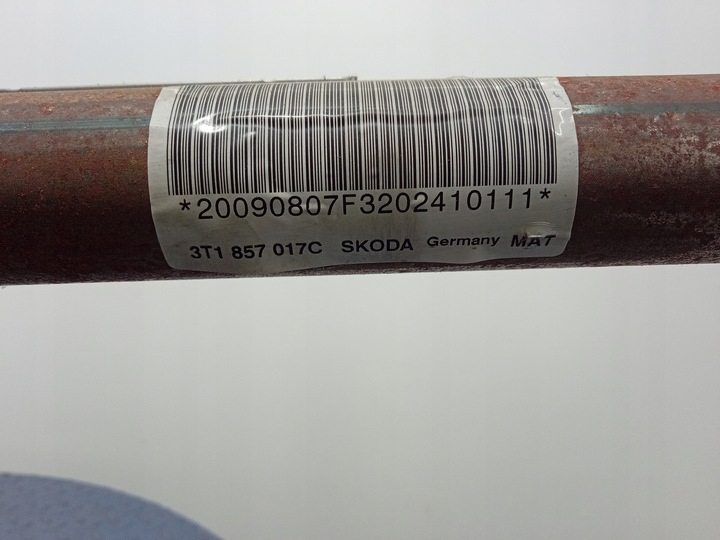 *20090807F3202410111*
3T1 857 017C SKODA Germany MAT